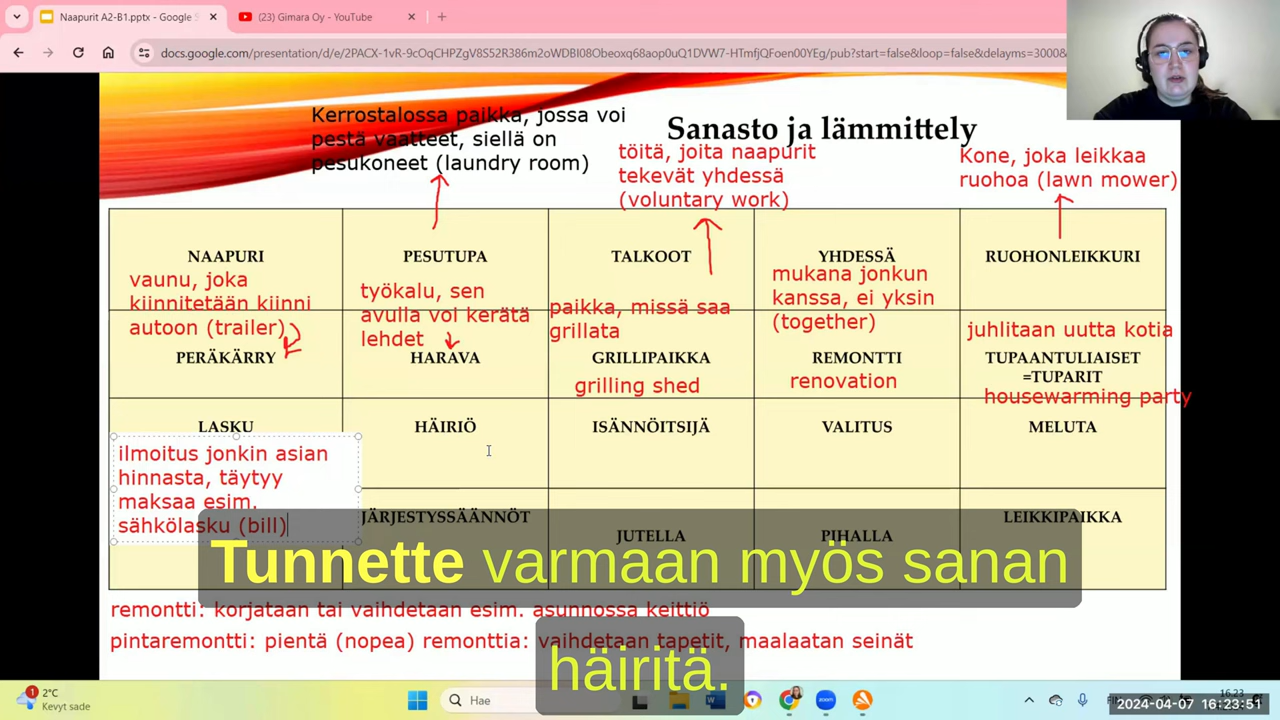 Naapurit A2-B1.pptx - Google S
(23) Gimara Oy - YouTube
docs.google.com/presentation/d/e/2PACX-1vR-9cOqCHPZgV8S52R386m2oWDBI08Obeoxq68aop0uQ1DVW7-HTmfjQFoen00YEg/pub?start=false&loop=false&delayms=3000&
Kerrostalossa paikka, jossa voi
pestä vaatteet, siellä on
pesukoneet (laundry room)
Sanasto ja lämmittely
töitä, joita naapurit
tekevät yhdessä
(voluntary work)
Kone, joka leikkaa
ruohoa (lawn mower)
NAAPURI
PESUTUPA
TALKOOT
YHDESSÄ
RUOHONLEIKKURI
vaunu, joka
kiinnitetään kiinni
autoon (trailer)
työkalu, sen
avulla voi kerätä
lehdet
paikka, missä saa
grillata
mukana jonkun
kanssa, ei yksin
(together)
juhlitaan uutta kotia
PERÄKÄRRY
HARAVA
GRILLIPAIKKA
REMONTTI
TUPAANTULIAISET
=TUPARIT
grilling shed
renovation
housewarming party
LASKU
HÄIRIÖ
ISÄNNÖITSIJÄ
VALITUS
MELUTA
ilmoitus jonkin asian
hinnasta, täytyy
maksaa esim.
sähkölasku (bill)
JÄRJESTYSSÄÄNNÖT
JUTELLA
PIHALLA
LEIKKIPAIKKA
Tunnette varmaan myös sanan
häiritä.
remontti: korjataan tai vaihdetaan esim. asunnossa keittiö
pintaremontti: pientä (nopea) remonttia: vaihdetaan tapetit, maalaatan seinät
1
2°C
Kevyt sade
Hae
16.23
2024-04-07 16:23:51